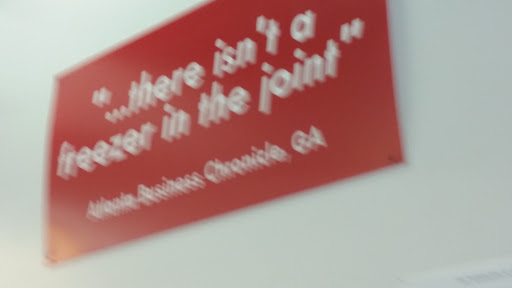 "...there isn't a
freezer in the joint"
Atlanta Business Chronicle, GA